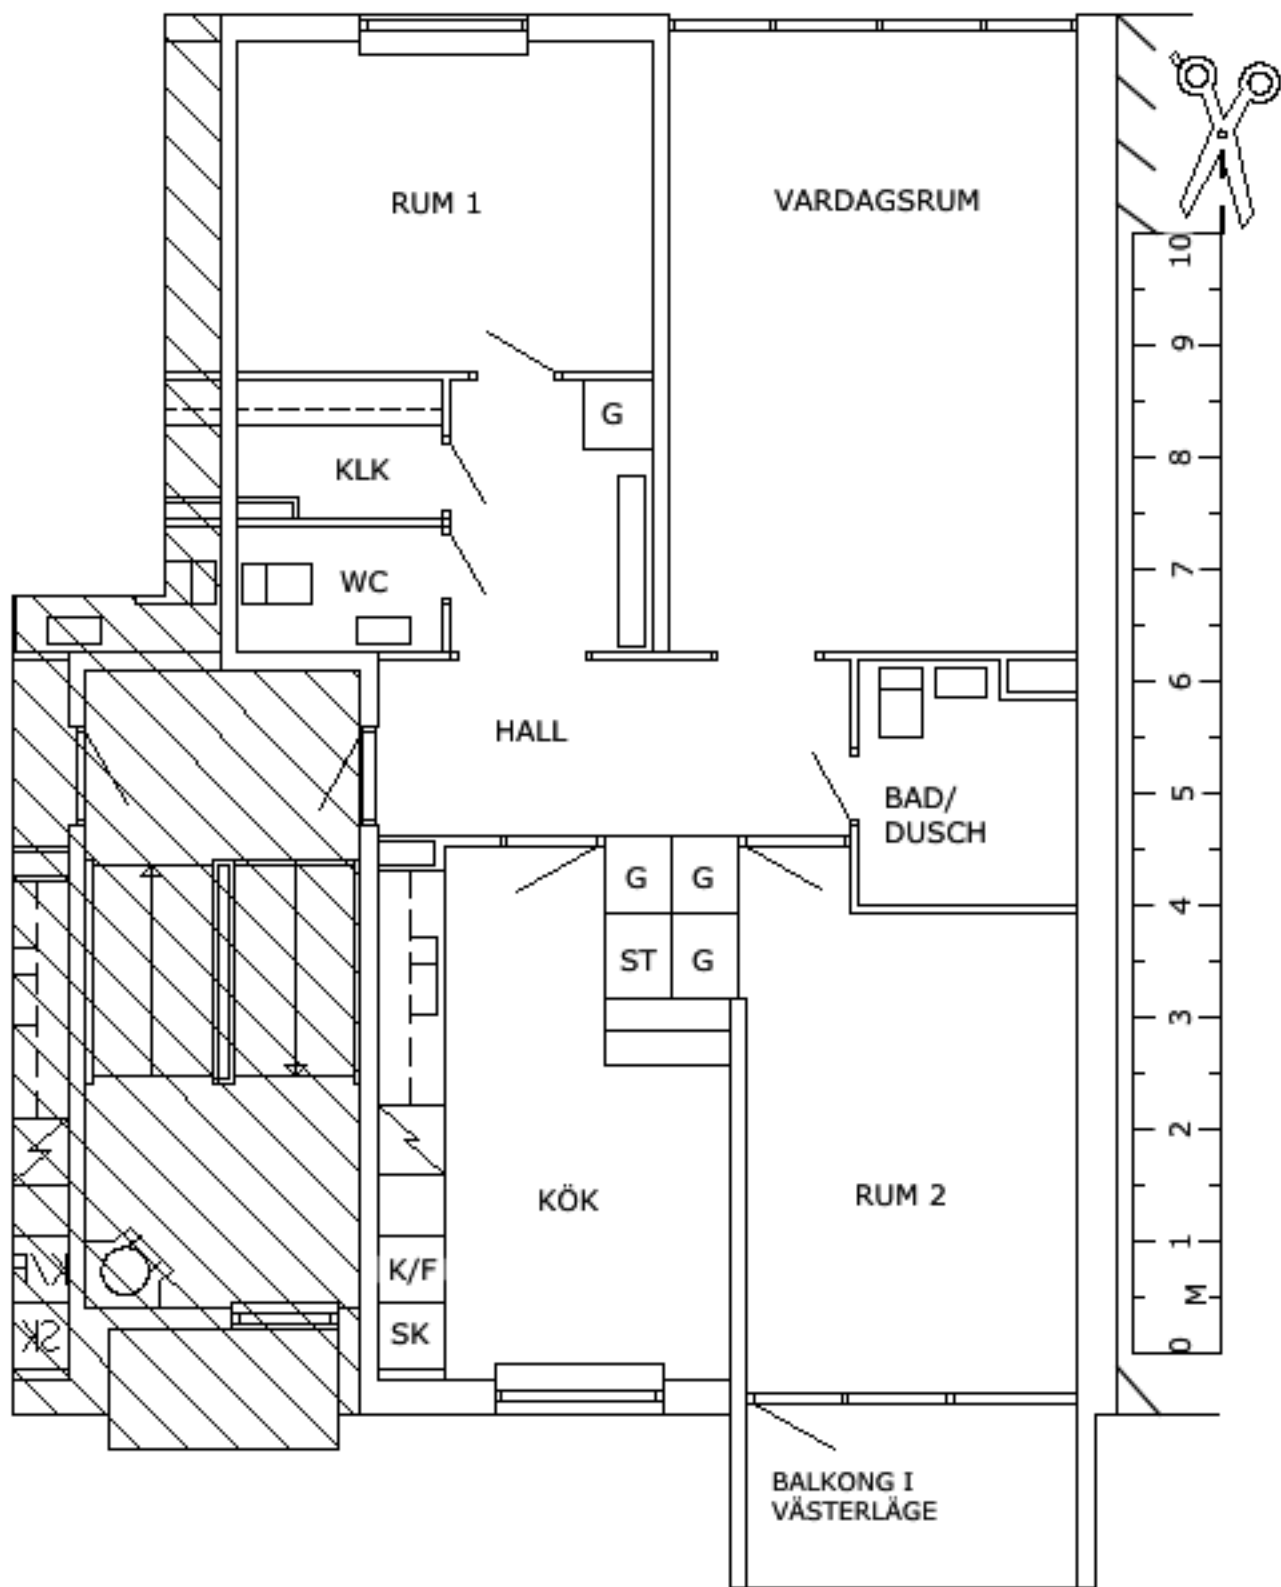 RUM 1
VARDAGSRUM
G
KLK
WC
HALL
BAD/
DUSCH
G G
ST G
KÖK
RUM 2
K/F
SK
K/F
SK
BALKONG I
VÄSTERLÄGE
10
9
8
7
6
5
4
3
2
1
M
0